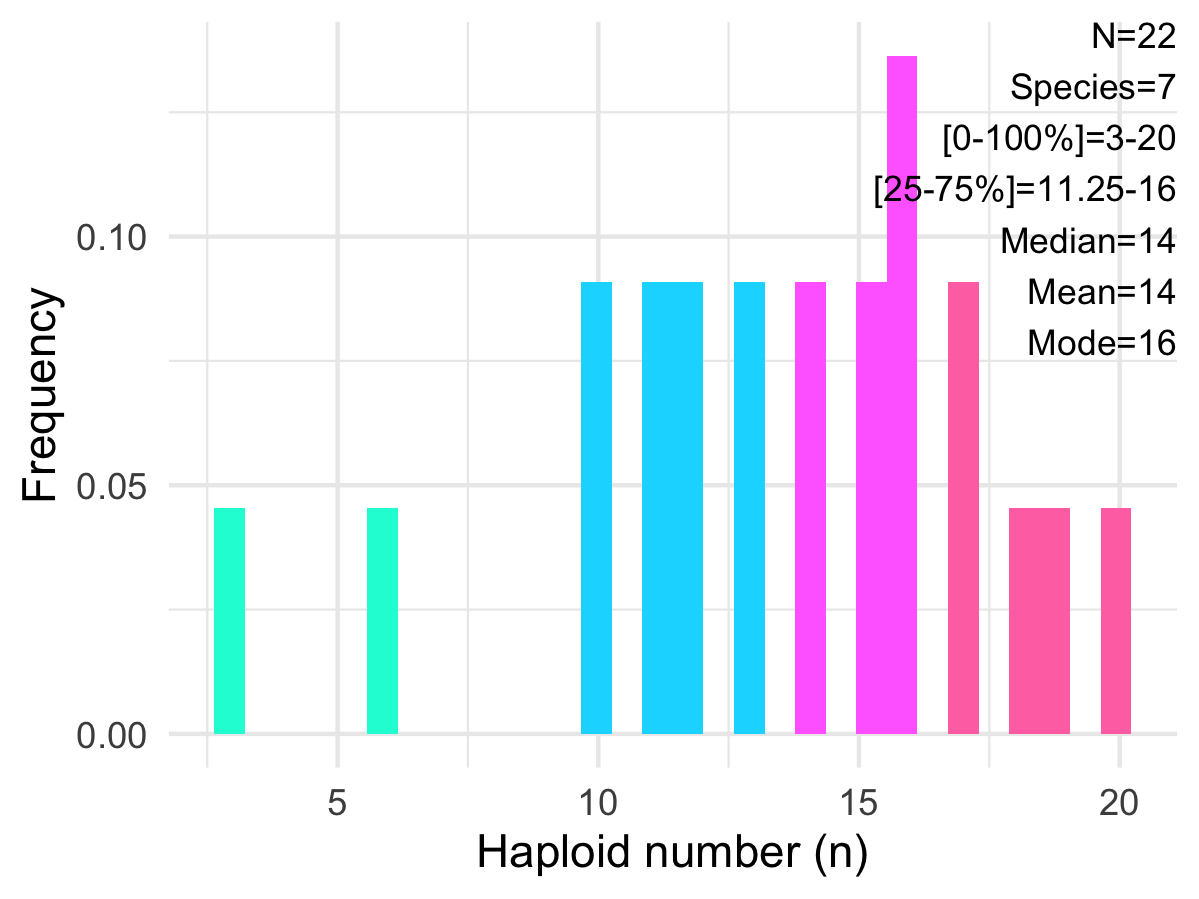 N=22
Species=7
[0-100%]=3-20
[25-75%]=11.25-16
Median=14
Mean=14
Mode=16
Frequency
0.10
0.05
0.00
5 10 15 20
Haploid number (n)